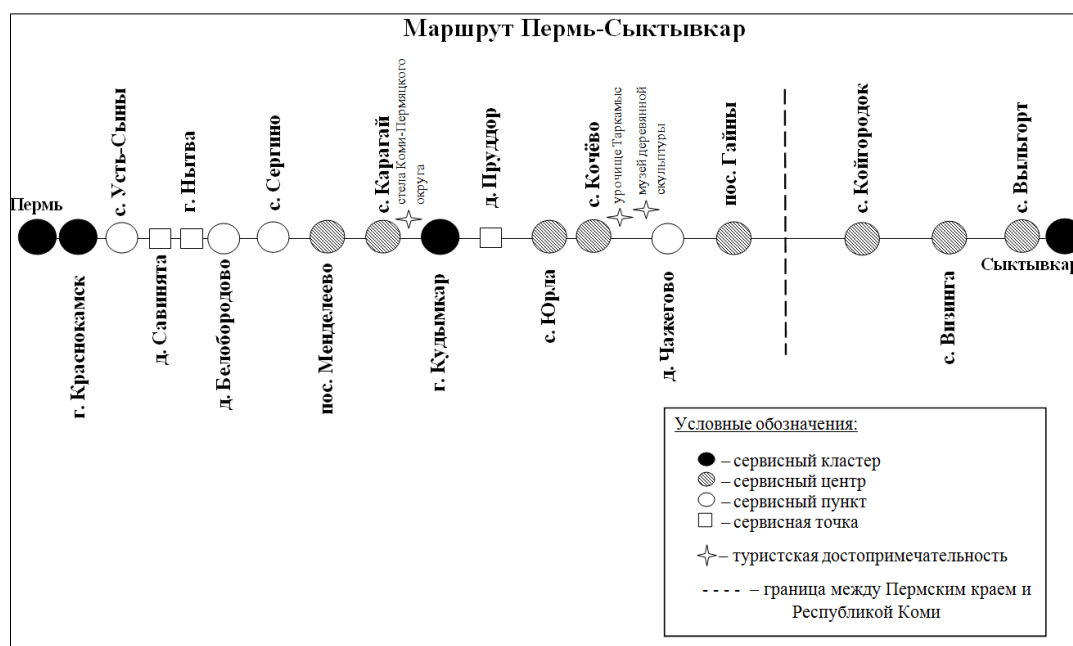 Маршрут Пермь-Сыктывкар
Пермь
г. Краснокамск
с. Усть-Сыны
д. Савинята
г. Нытва
д. Белобородово
с. Сергино
пос. Менделеево
с. Карагай
стела Коми-Пермяцкого
округа
г. Кудымкар
д. Пруддор
с. Юрла
с. Кочёво
урочище Таркамыс
музей деревянной
скульптуры
д. Чажегово
пос. Гайны
с. Койгородок
с. Визинга
с. Выльгорт
Сыктывкар
Условные обозначения:
– сервисный кластер
– сервисный центр
– сервисный пункт
– сервисная точка
– туристская достопримечательность
– граница между Пермским краем и
Республикой Коми